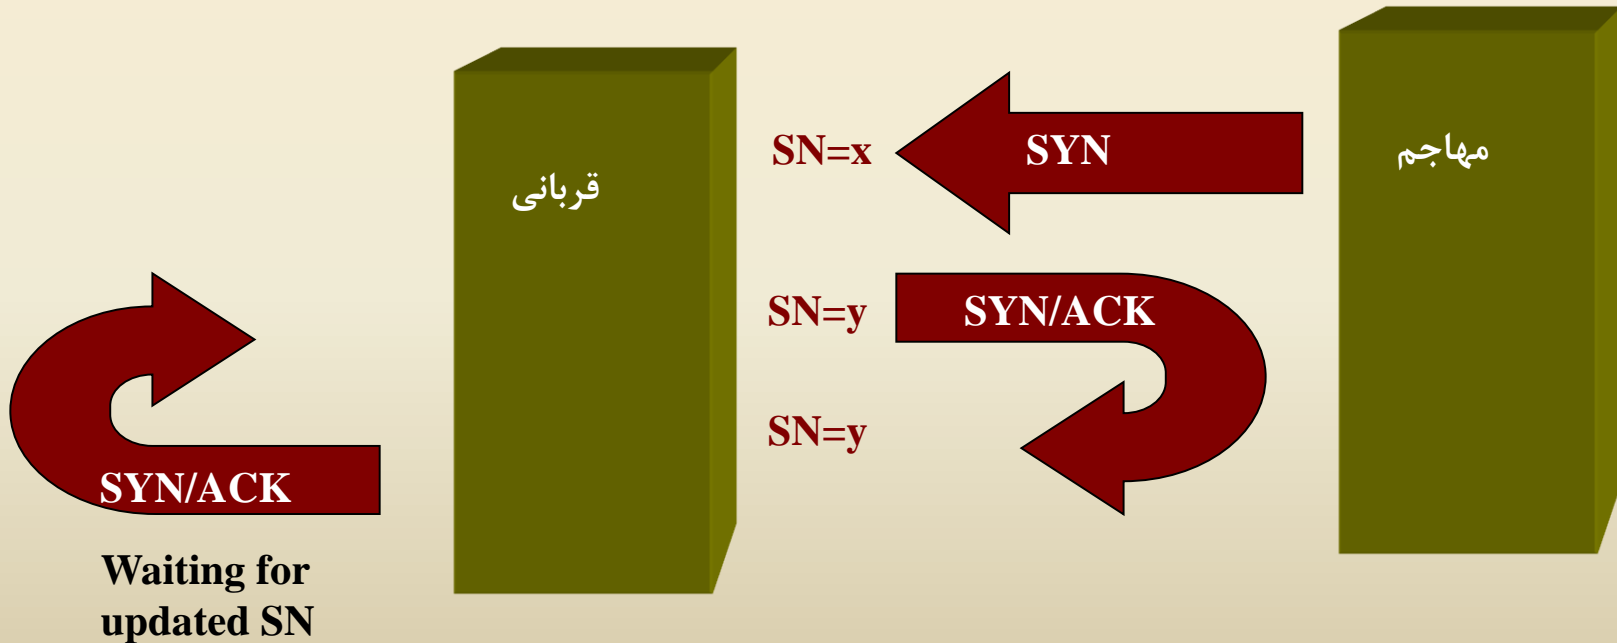 مهاجم
قربانی
SN=x
SYN
SN=y
SYN/ACK
SN=y
SYN/ACK
Waiting for
updated SN